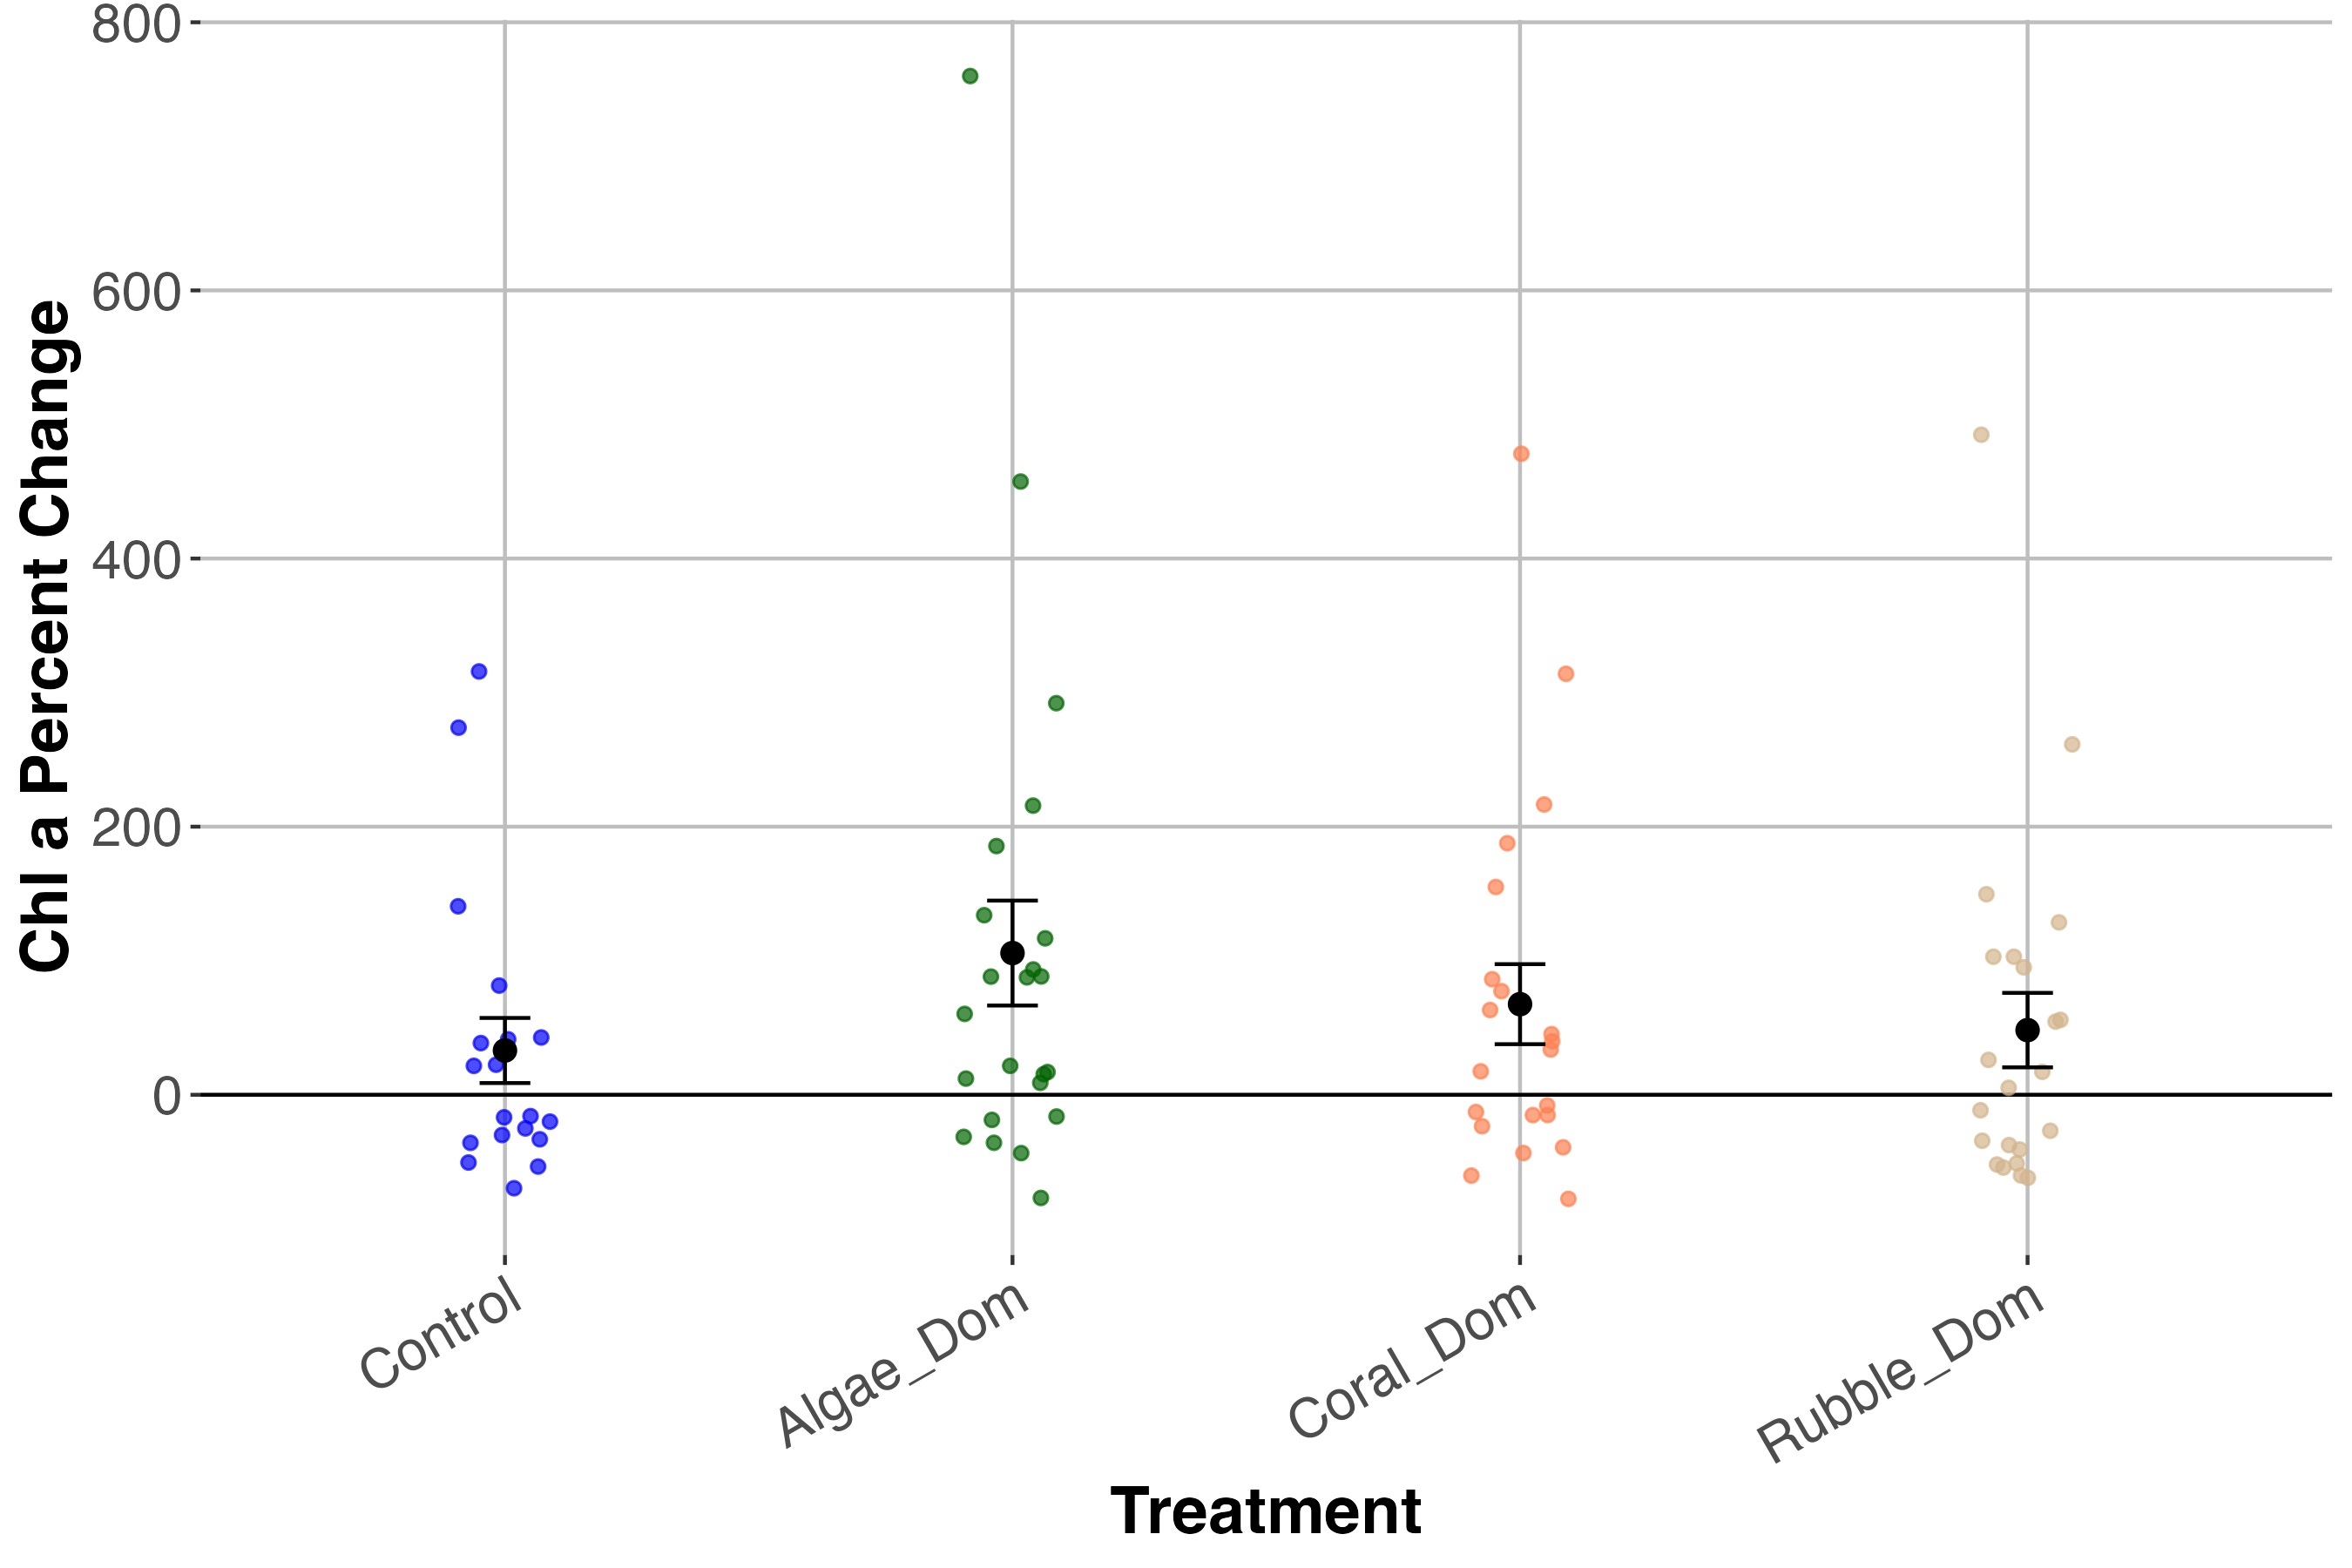 Chl a Percent Change
800
600
400
200
0
Control
Algae_Dom
Coral_Dom
Rubble_Dom
Treatment